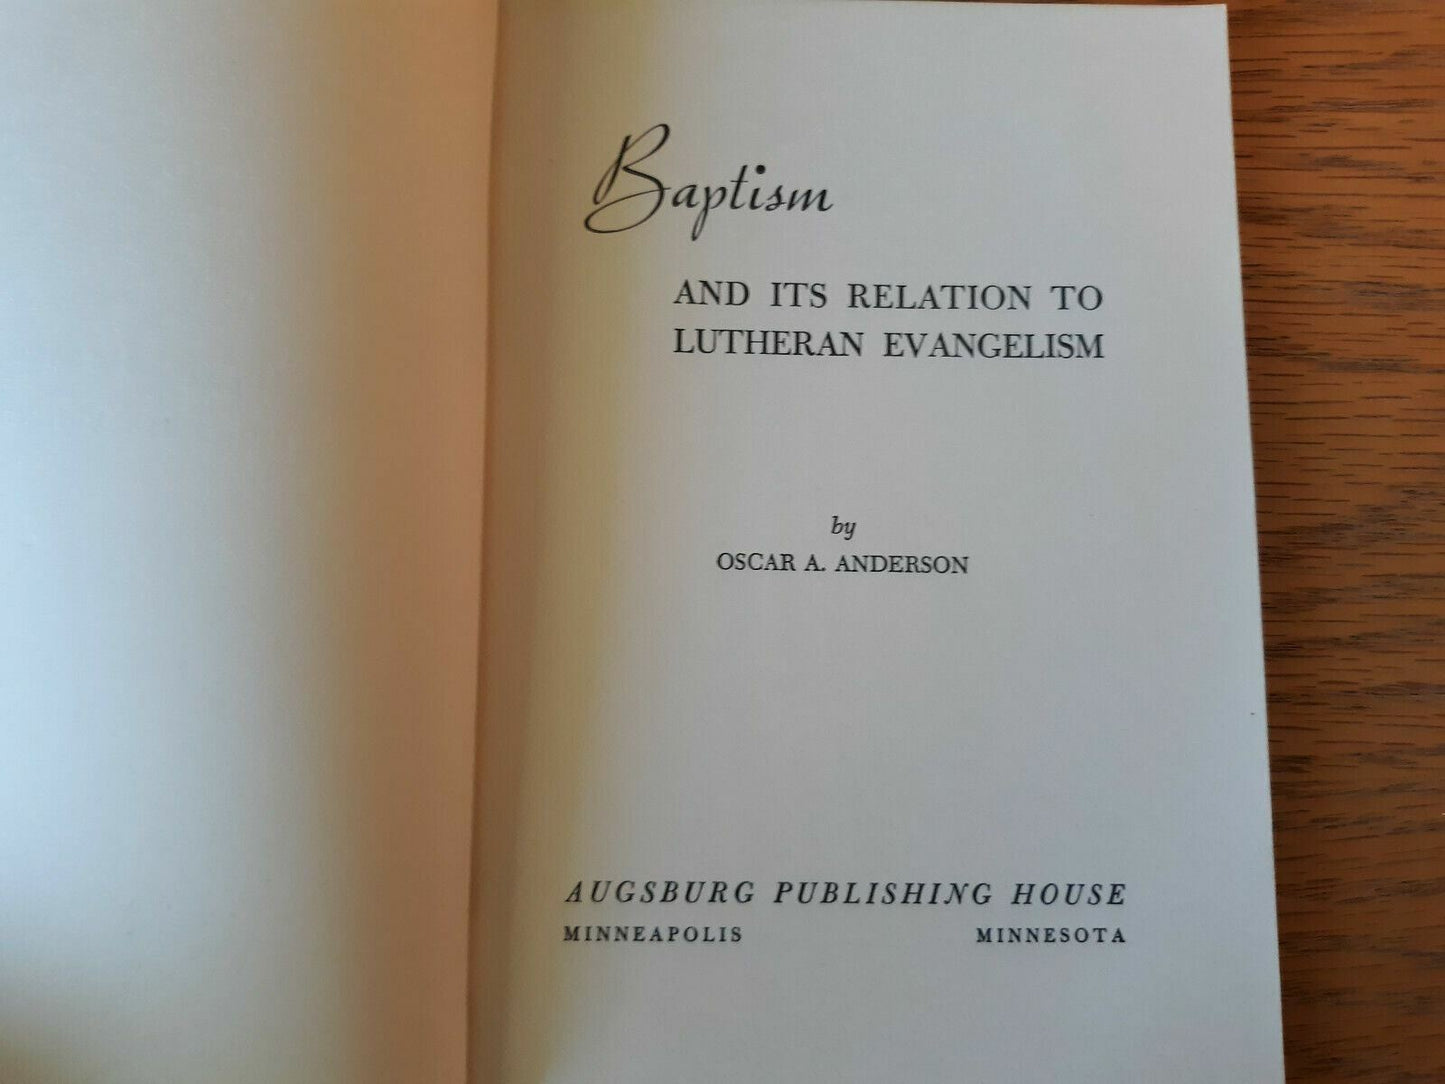 Baptism
AND ITS RELATION TO
LUTHERAN EVANGELISM
by
OSCAR A. ANDERSON
AUGSBURG PUBLISHING HOUSE
MINNEAPOLIS MINNESOTA